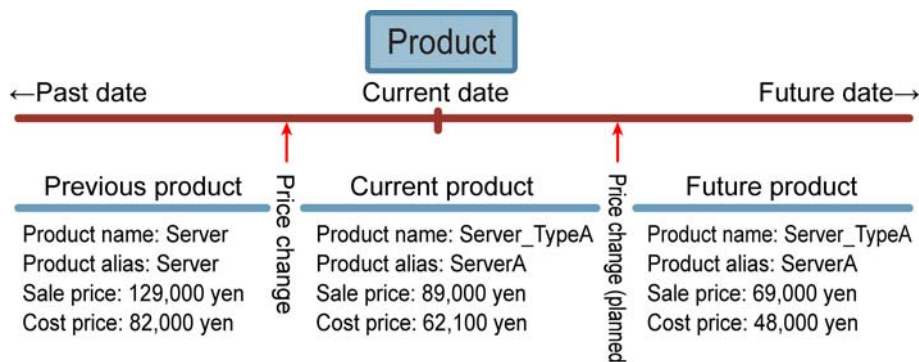 Product
←Past date
Current date
Future date→
Previous product
Product name: Server
Product alias: Server
Sale price: 129,000 yen
Cost price: 82,000 yen
Price change
Current product
Product name: Server_TypeA
Product alias: ServerA
Sale price: 89,000 yen
Cost price: 62,100 yen
Price change (planned
Future product
Product name: Server_TypeA
Product alias: ServerA
Sale price: 69,000 yen
Cost price: 48,000 yen